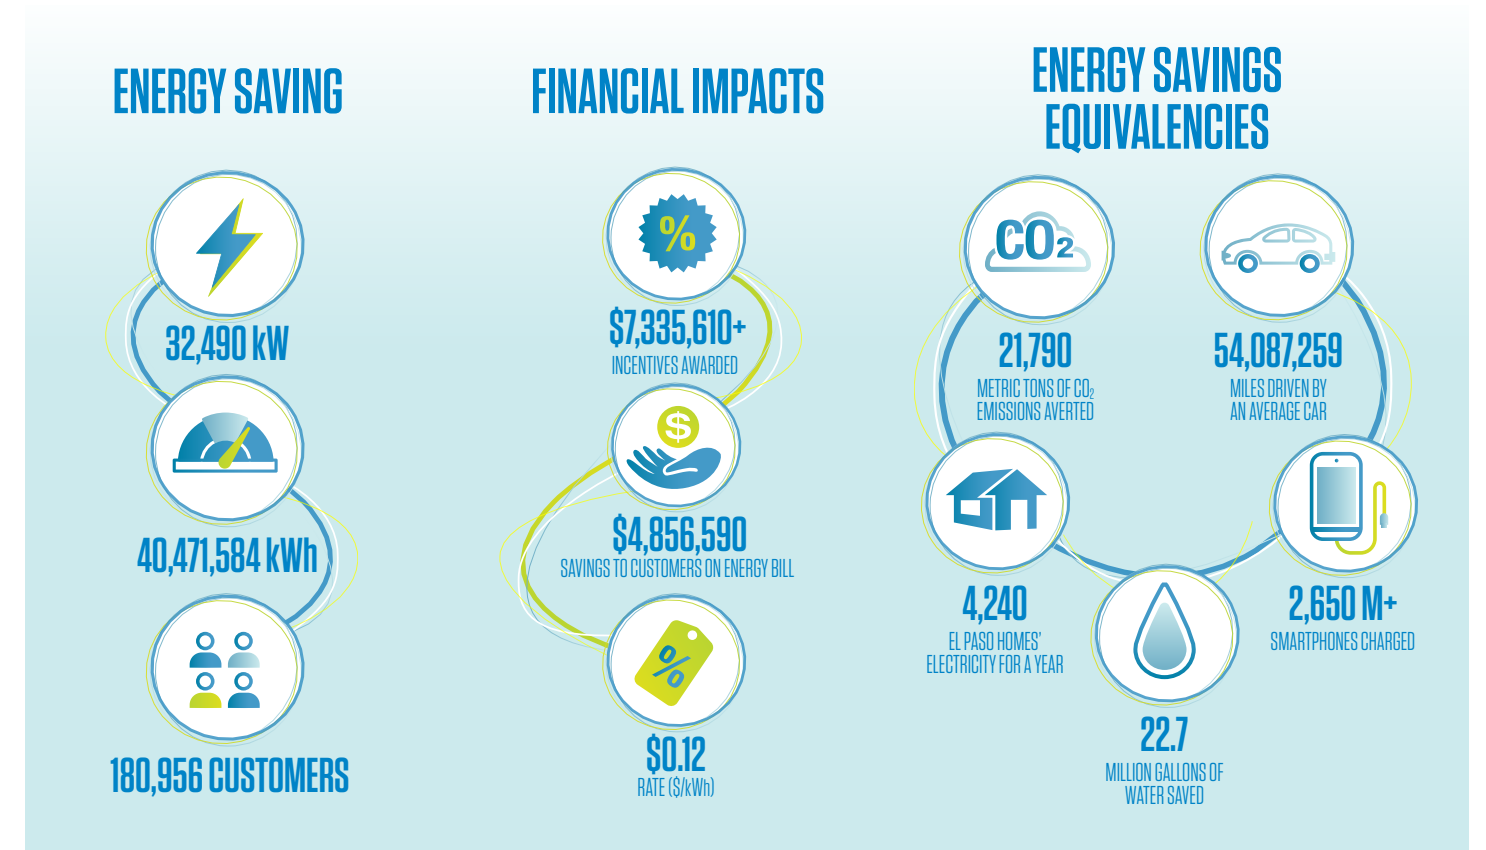 ENERGY SAVING
32,490 kW
40,471,584 kWh
180,956 CUSTOMERS
FINANCIAL IMPACTS
%
$7,335,610+
INCENTIVES AWARDED
$
$4,856,590
SAVINGS TO CUSTOMERS ON ENERGY BILL
%
$0.12
RATE ($/kWh)
ENERGY SAVINGS
EQUIVALENCIES
CO2
21,790
METRIC TONS OF CO₂
EMISSIONS AVERTED
54,087,259
MILES DRIVEN BY
AN AVERAGE CAR
4,240
EL PASO HOMES'
ELECTRICITY FOR A YEAR
2,650 M+
SMARTPHONES CHARGED
22.7
MILLION GALLONS OF
WATER SAVED